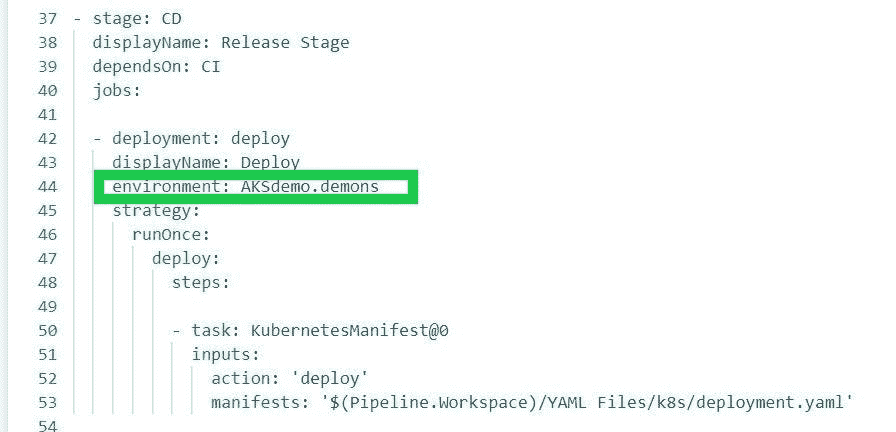 37 - stage: CD
38 displayName: Release Stage
39 dependsOn: CI
40 jobs:
41
42 - deployment: deploy
43 displayName: Deploy
44 environment: AKSdemo.demons
45 strategy:
46 runOnce:
47 deploy:
48 steps:
49
50 - task: KubernetesManifest@0
51 inputs:
52 action: 'deploy'
53 manifests: '$(Pipeline.Workspace)/YAML Files/k8s/deployment.yaml'
54